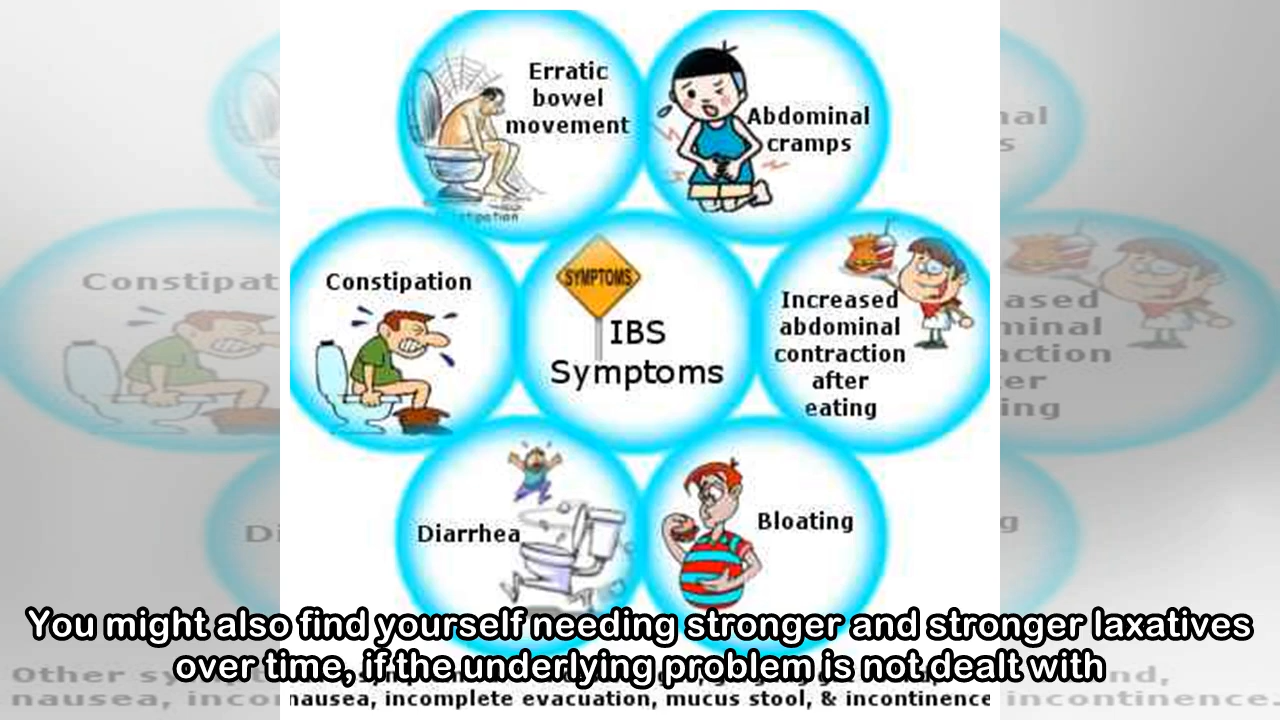 Erratic
bowel
movement
Abdominal
cramps
Constipation
SYMPTOMS
IBS
Symptoms
Increased
abdominal
contraction
after
eating
Diarrhea
Bloating
You might also find yourself needing stronger and stronger laxatives
over time, if the underlying problem is not dealt with
nausea, incomplete evacuation, mucus stool, & incontinence